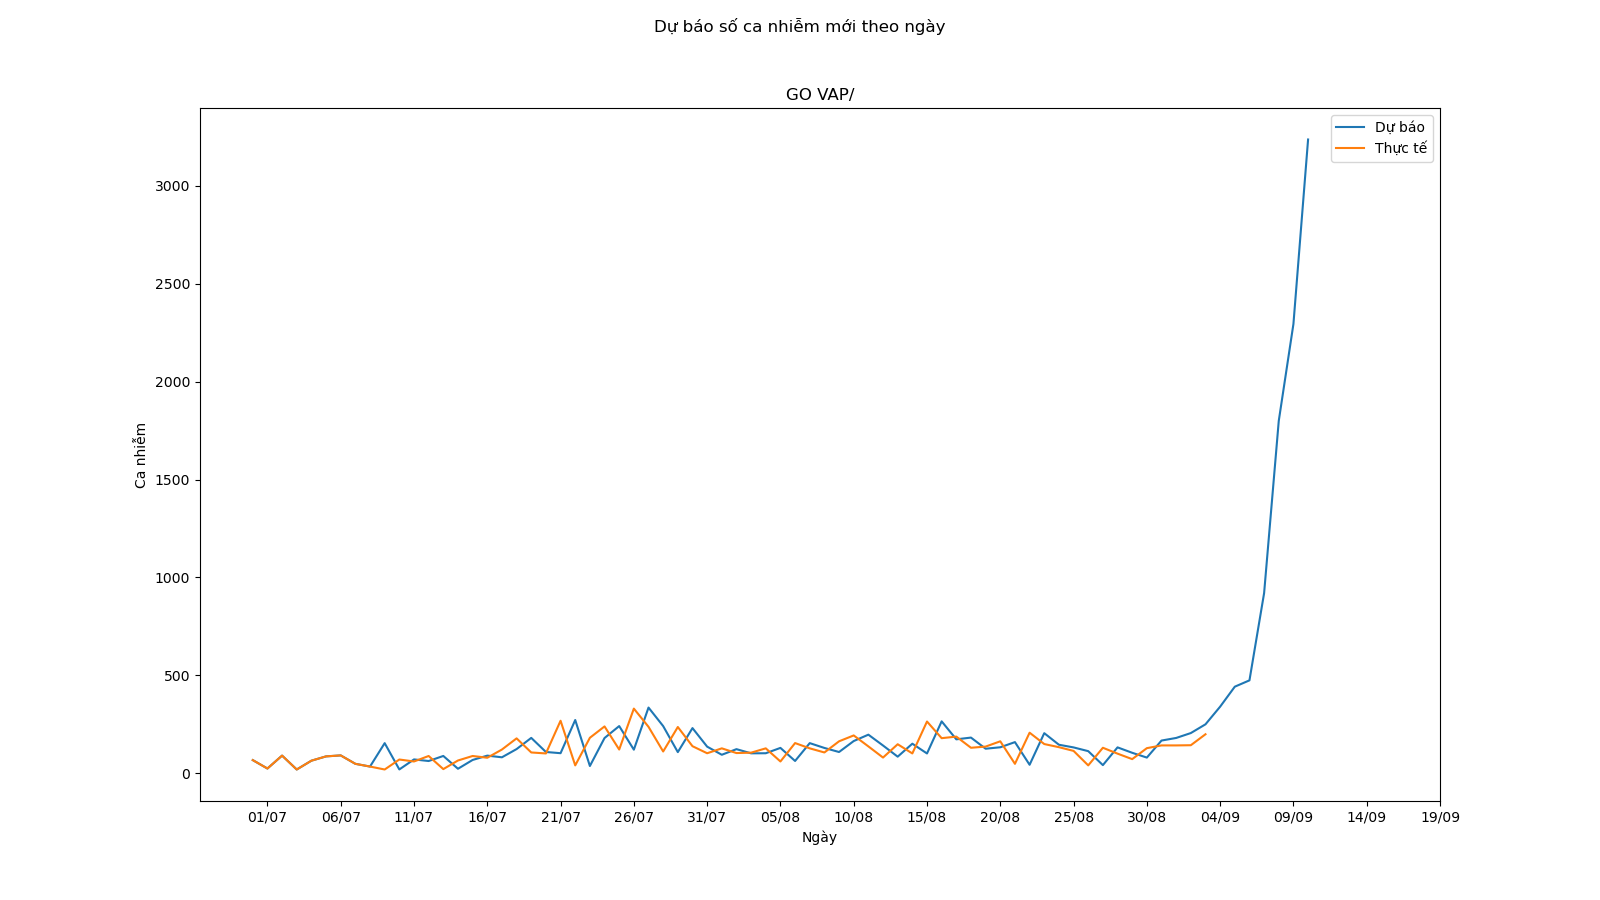 Dự báo số ca nhiễm mới theo ngày
GO VAP/
Dự báo
Thực tế
3000
2500
2000
1500
1000
500
0
Ca nhiễm
01/07 06/07 11/07 16/07 21/07 26/07 31/07 05/08 10/08 15/08 20/08 25/08 30/08 04/09 09/09 14/09 19/09
Ngày